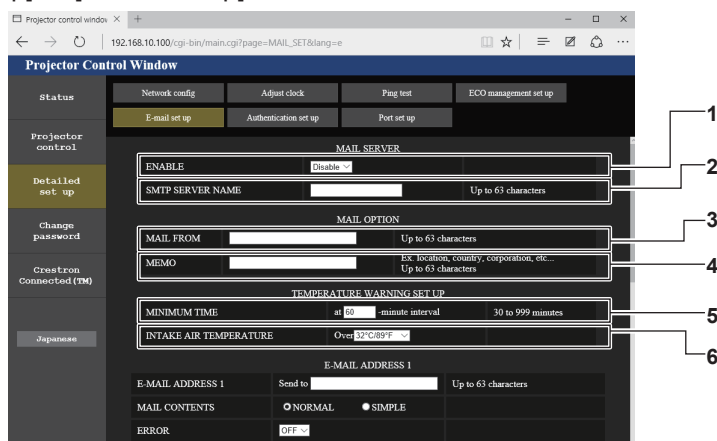 Projector control window
192.168.10.100/cgi-bin/main.cgi?page=MAIL_SET&lang=e
Projector Control Window
Status
Projector
control
Detailed
set up
Change
password
Crestron
Connected(TM)
Japanese
Network config Adjust clock Ping test ECO management set up
E-mail set up Authentication set up Port set up
MAIL SERVER
ENABLE Disable
1
SMTP SERVER NAME Up to 63 characters
2
MAIL OPTION
MAIL FROM Up to 63 characters
3
MEMO Ex. location, country, corporation, etc...
Up to 63 characters
4
TEMPERATURE WARNING SET UP
MINIMUM TIME at 60 -minute interval 30 to 999 minutes
5
INTAKE AIR TEMPERATURE Over 32°C/89°F
6
E-MAIL ADDRESS 1
E-MAIL ADDRESS 1 Send to Up to 63 characters
MAIL CONTENTS NORMAL SIMPLE
ERROR OFF